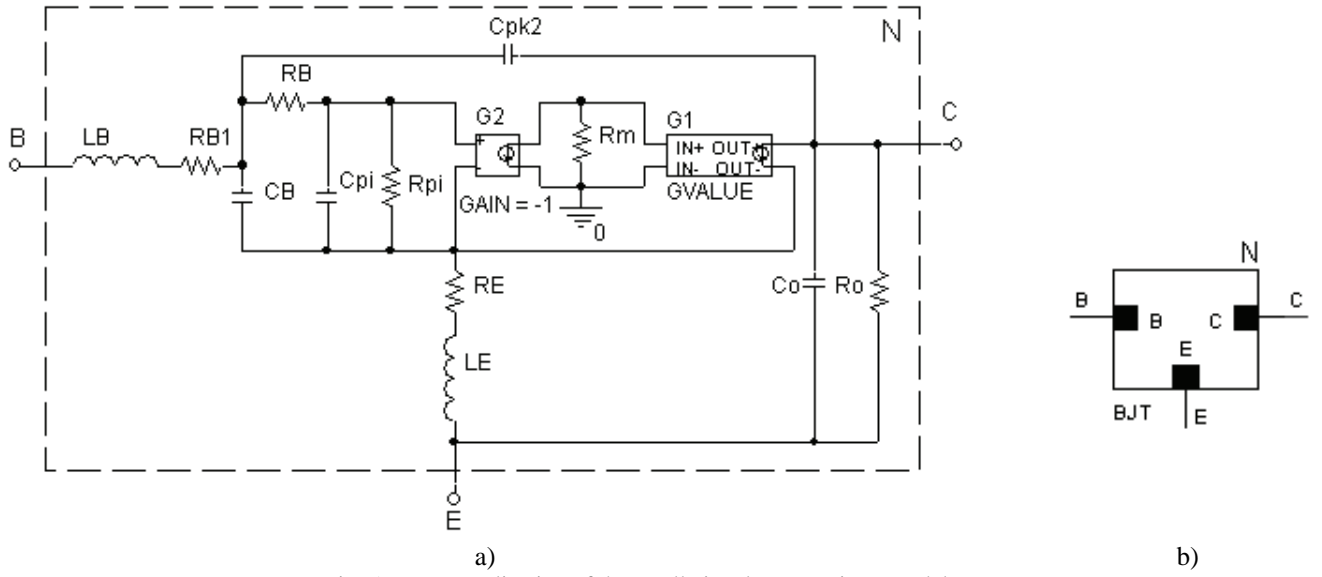 Cpk2
N
RB
G2
G1
Rm
C
B
LB
RB1
IN+ OUT+
IN- OUT-
CB
Cpi
Rpi
GAIN = -1
GVALUE
0
RE
Co
Ro
LE
E
a)
N
B
C
B
C
E
BJT
E
b)